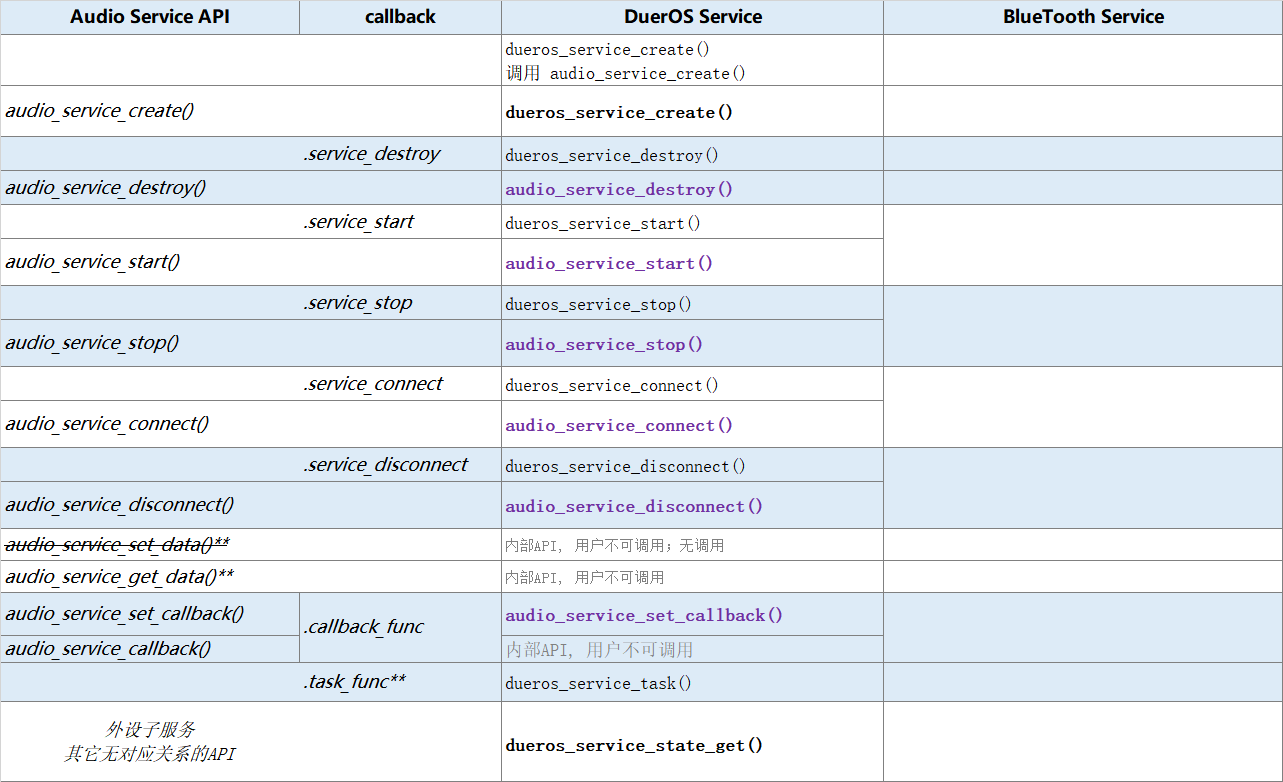 Audio Service API callback DuerOS Service BlueTooth Service
dueros_service_create()
调用 audio_service_create()
audio_service_create() dueros_service_create()
.service_destroy dueros_service_destroy()
audio_service_destroy() audio_service_destroy()
.service_start dueros_service_start()
audio_service_start() audio_service_start()
.service_stop dueros_service_stop()
audio_service_stop() audio_service_stop()
.service_connect dueros_service_connect()
audio_service_connect() audio_service_connect()
.service_disconnect dueros_service_disconnect()
audio_service_disconnect() audio_service_disconnect()
audio_service_set_data()** 内部API, 用户不可调用；无调用
audio_service_get_data()** 内部API, 用户不可调用
audio_service_set_callback() audio_service_set_callback()
.callback_func
audio_service_callback() 内部API, 用户不可调用
.task_func** dueros_service_task()
外设子服务
其它无对应关系的API
dueros_service_state_get()